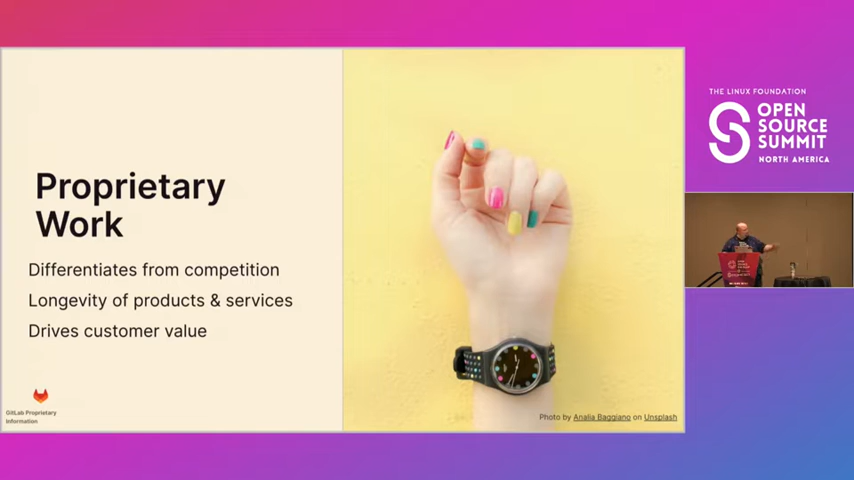 Proprietary
Work
Differentiates from competition
Longevity of products & services
Drives customer value
GitLab Proprietary
Information
Photo by Analia Baggiano on Unsplash
THE LINUX FOUNDATION
OPEN
SOURCE
SUMMIT
NORTH AMERICA